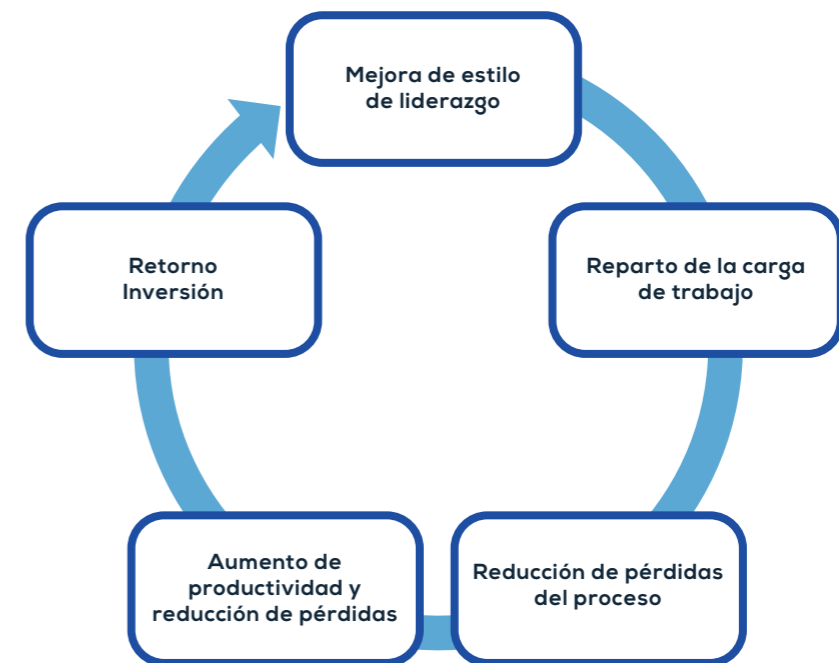 Mejora de estilo
de liderazgo
Reparto de la carga
de trabajo
Reducción de pérdidas
del proceso
Aumento de
productividad y
reducción de pérdidas
Retorno
Inversión